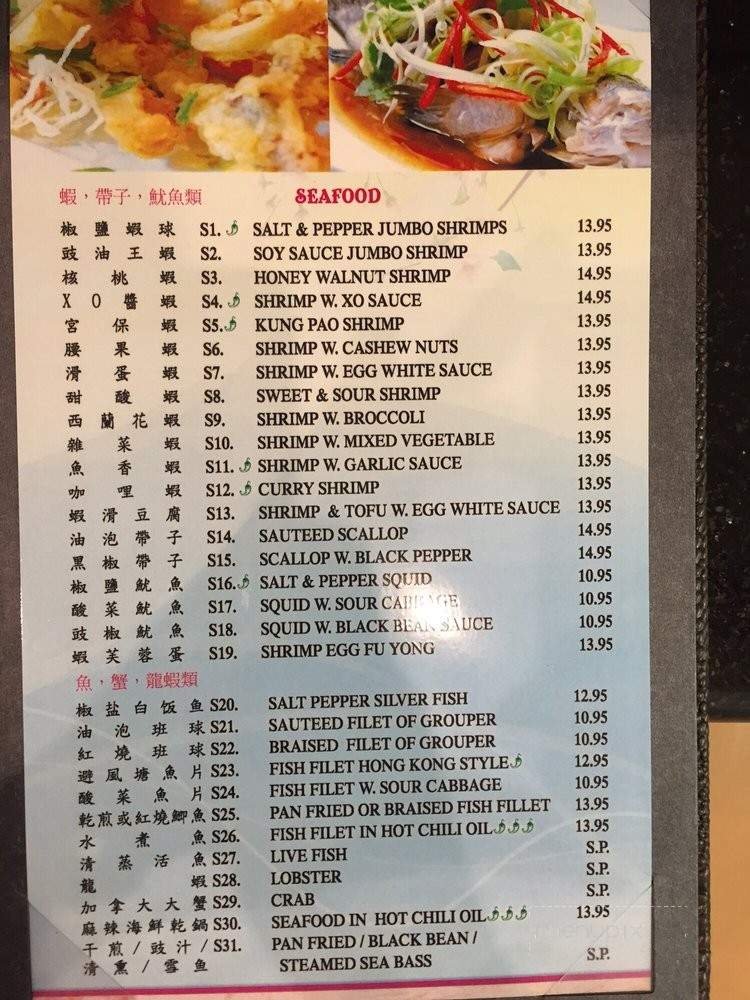 蝦，帶子，魷魚類 SEAFOOD
椒鹽蝦球 S1. SALT & PEPPER JUMBO SHRIMPS 13.95
豉油王蝦 S2. SOY SAUCE JUMBO SHRIMP 13.95
核桃蝦 S3. HONEY WALNUT SHRIMP 14.95
XO醬蝦 S4. SHRIMP W. XO SAUCE 14.95
宮保蝦 S5. KUNG PAO SHRIMP 13.95
腰果蝦 S6. SHRIMP W. CASHEW NUTS 13.95
滑蛋蝦 S7. SHRIMP W. EGG WHITE SAUCE 13.95
甜酸蝦 S8. SWEET & SOUR SHRIMP 13.95
西蘭花蝦 S9. SHRIMP W. BROCCOLI 13.95
雜菜蝦 S10. SHRIMP W. MIXED VEGETABLE 13.95
魚香蝦 S11. SHRIMP W. GARLIC SAUCE 13.95
咖哩蝦 S12. CURRY SHRIMP 13.95
蝦滑豆腐 S13. SHRIMP & TOFU W. EGG WHITE SAUCE 13.95
油泡帶子 S14. SAUTEED SCALLOP 14.95
黑椒帶子 S15. SCALLOP W. BLACK PEPPER 14.95
椒鹽魷魚 S16. SALT & PEPPER SQUID 10.95
酸菜魷魚 S17. SQUID W. SOUR CABBAGE 10.95
豉椒魷魚 S18. SQUID W. BLACK BEAN SAUCE 10.95
蝦芙蓉蛋 S19. SHRIMP EGG FU YONG 13.95
魚，蟹，龍蝦類
椒盐白饭鱼 S20. SALT PEPPER SILVER FISH 12.95
油泡班球 S21. SAUTEED FILET OF GROUPER 10.95
紅燒班球 S22. BRAISED FILET OF GROUPER 10.95
避風塘魚片 S23. FISH FILET HONG KONG STYLE 12.95
酸菜魚片 S24. FISH FILET W. SOUR CABBAGE 10.95
乾煎或紅燒鯽魚 S25. PAN FRIED OR BRAISED FISH FILLET 13.95
水煮魚 S26. FISH FILET IN HOT CHILI OIL 13.95
清蒸活魚 S27. LIVE FISH S.P.
龍蝦 S28. LOBSTER S.P.
加拿大大蟹 S29. CRAB S.P.
麻辣海鮮乾鍋 S30. SEAFOOD IN HOT CHILI OIL 13.95
干煎/豉汁/ S31. PAN FRIED / BLACK BEAN /
清熏/雪鱼 STEAMED SEA BASS S.P.